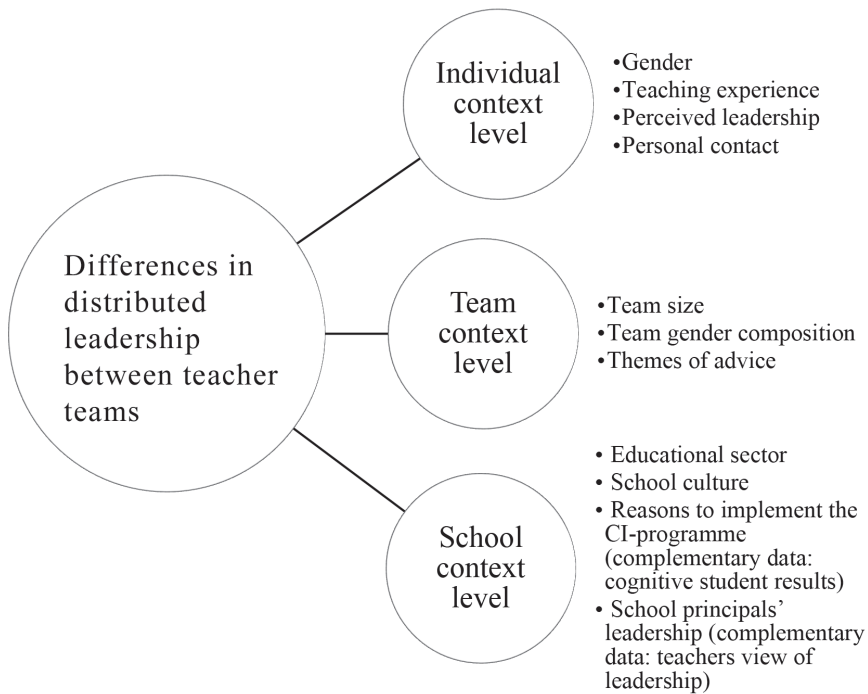 Differences in
distributed
leadership
between teacher
teams
Individual
context
level
•Gender
•Teaching experience
•Perceived leadership
•Personal contact
Team
context
level
•Team size
•Team gender composition
•Themes of advice
School
context
level
• Educational sector
• School culture
• Reasons to implement the
CI-programme
(complementary data:
cognitive student results)
• School principals’
leadership (complementary
data: teachers view of
leadership)